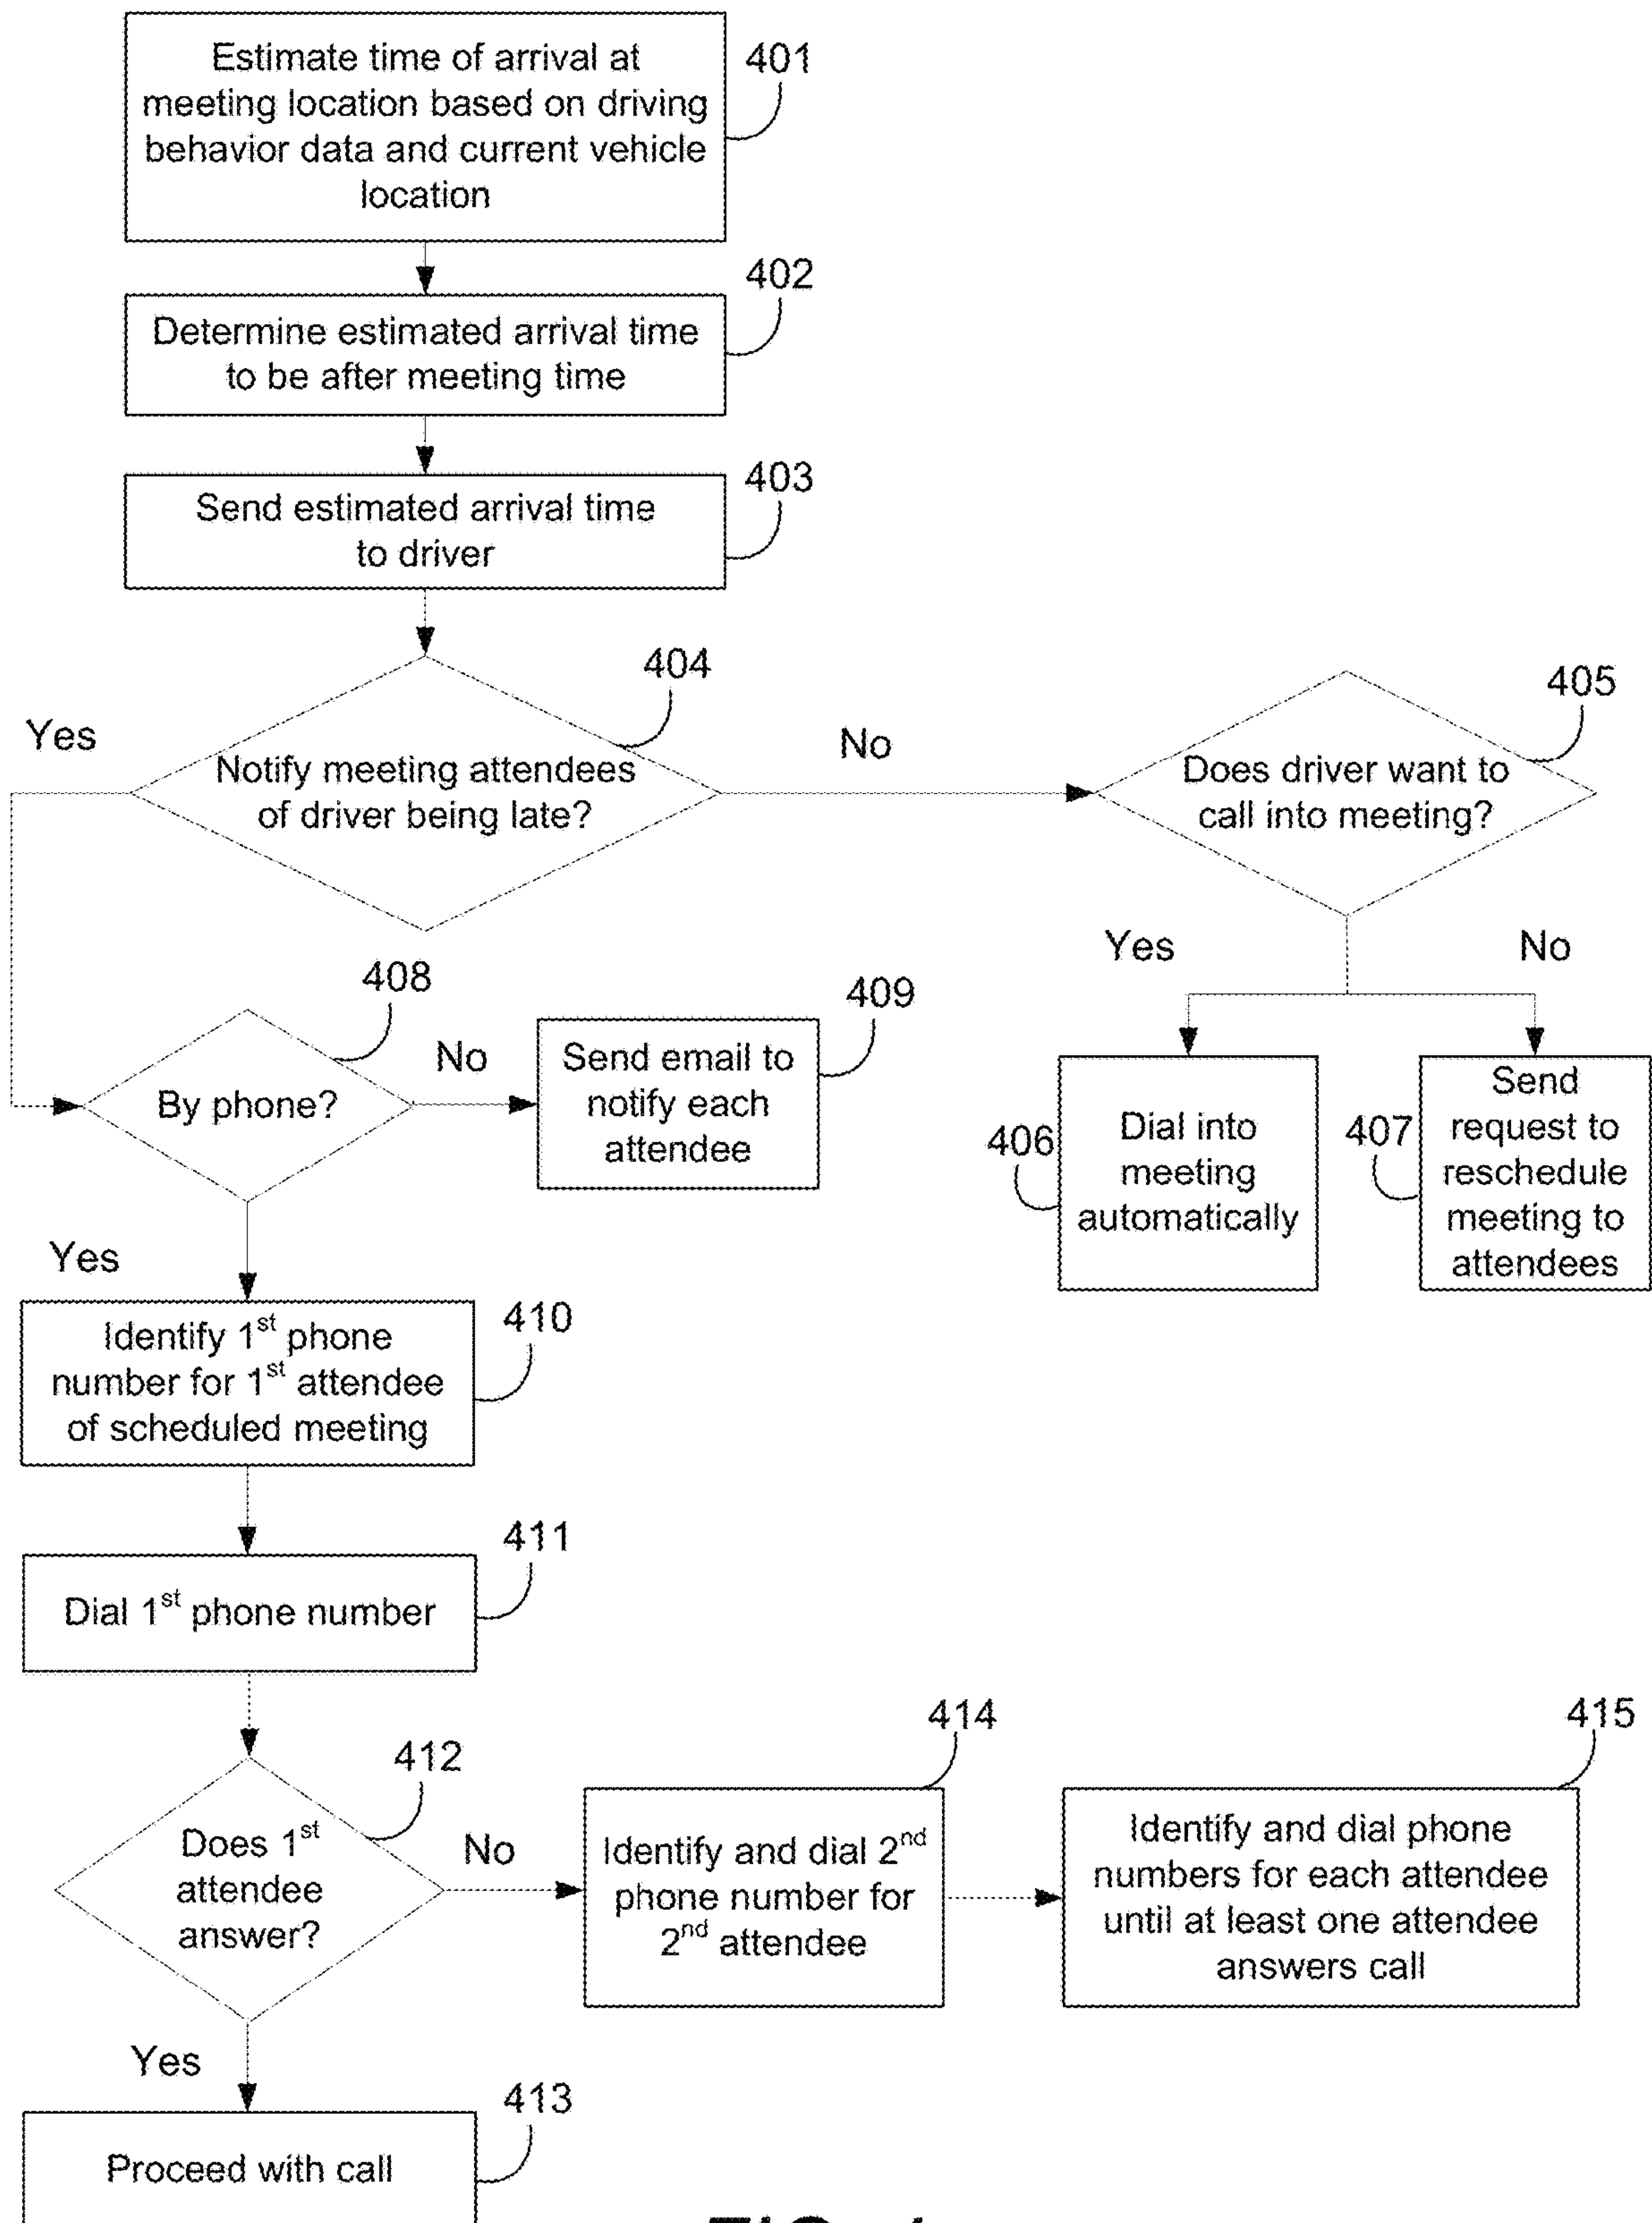 Estimate time of arrival at
meeting location based on driving
behavior data and current vehicle
location
401
402
Determine estimated arrival time
to be after meeting time
403
Send estimated arrival time
to driver
404
Yes
Notify meeting attendees
of driver being late?
No
405
Does driver want to
call into meeting?
Yes
No
408
By phone?
No
409
Send email to
notify each
attendee
406
Dial into
meeting
automatically
407
Send
request to
reschedule
meeting to
attendees
Yes
410
Identify 1st phone
number for 1st attendee
of scheduled meeting
411
Dial 1st phone number
412
Does 1st
attendee
answer?
No
414
Identify and dial 2nd
phone number for
2nd attendee
415
Identify and dial phone
numbers for each attendee
until at least one attendee
answers call
Yes
413
Proceed with call